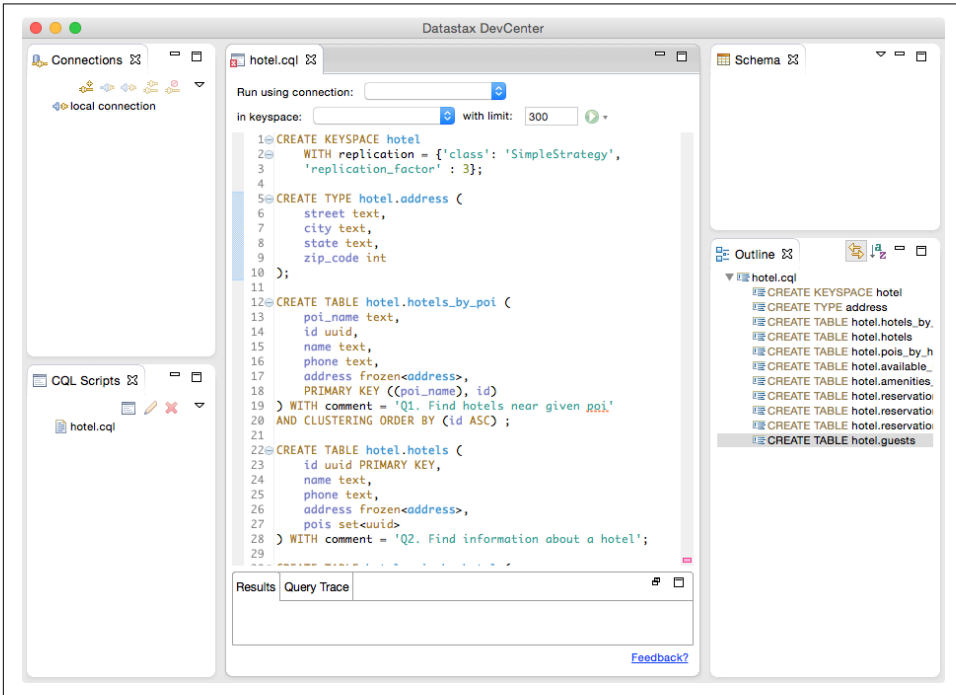 Datastax DevCenter
Connections
local connection
CQL Scripts
hotel.cql
hotel.cql
Run using connection:
in keyspace: with limit: 300
1 CREATE KEYSPACE hotel
2 WITH replication = {'class': 'SimpleStrategy',
3 'replication_factor' : 3};
4
5 CREATE TYPE hotel.address (
6 street text,
7 city text,
8 state text,
9 zip_code int
10 );
11
12 CREATE TABLE hotel.hotels_by_poi (
13 poi_name text,
14 id uuid,
15 name text,
16 phone text,
17 address frozen<address>,
18 PRIMARY KEY ((poi_name), id)
19 ) WITH comment = 'Q1. Find hotels near given poi'
20 AND CLUSTERING ORDER BY (id ASC) ;
21
22 CREATE TABLE hotel.hotels (
23 id uuid PRIMARY KEY,
24 name text,
25 phone text,
26 address frozen<address>,
27 pois set<uuid>
28 ) WITH comment = 'Q2. Find information about a hotel';
29
Results Query Trace
Feedback?
Schema
Outline
hotel.cql
CREATE KEYSPACE hotel
CREATE TYPE address
CREATE TABLE hotel.hotels_by_
CREATE TABLE hotel.hotels
CREATE TABLE hotel.pois_by_h
CREATE TABLE hotel.available_
CREATE TABLE hotel.amenities_
CREATE TABLE hotel.reservatio
CREATE TABLE hotel.reservatio
CREATE TABLE hotel.reservatio
CREATE TABLE hotel.guests